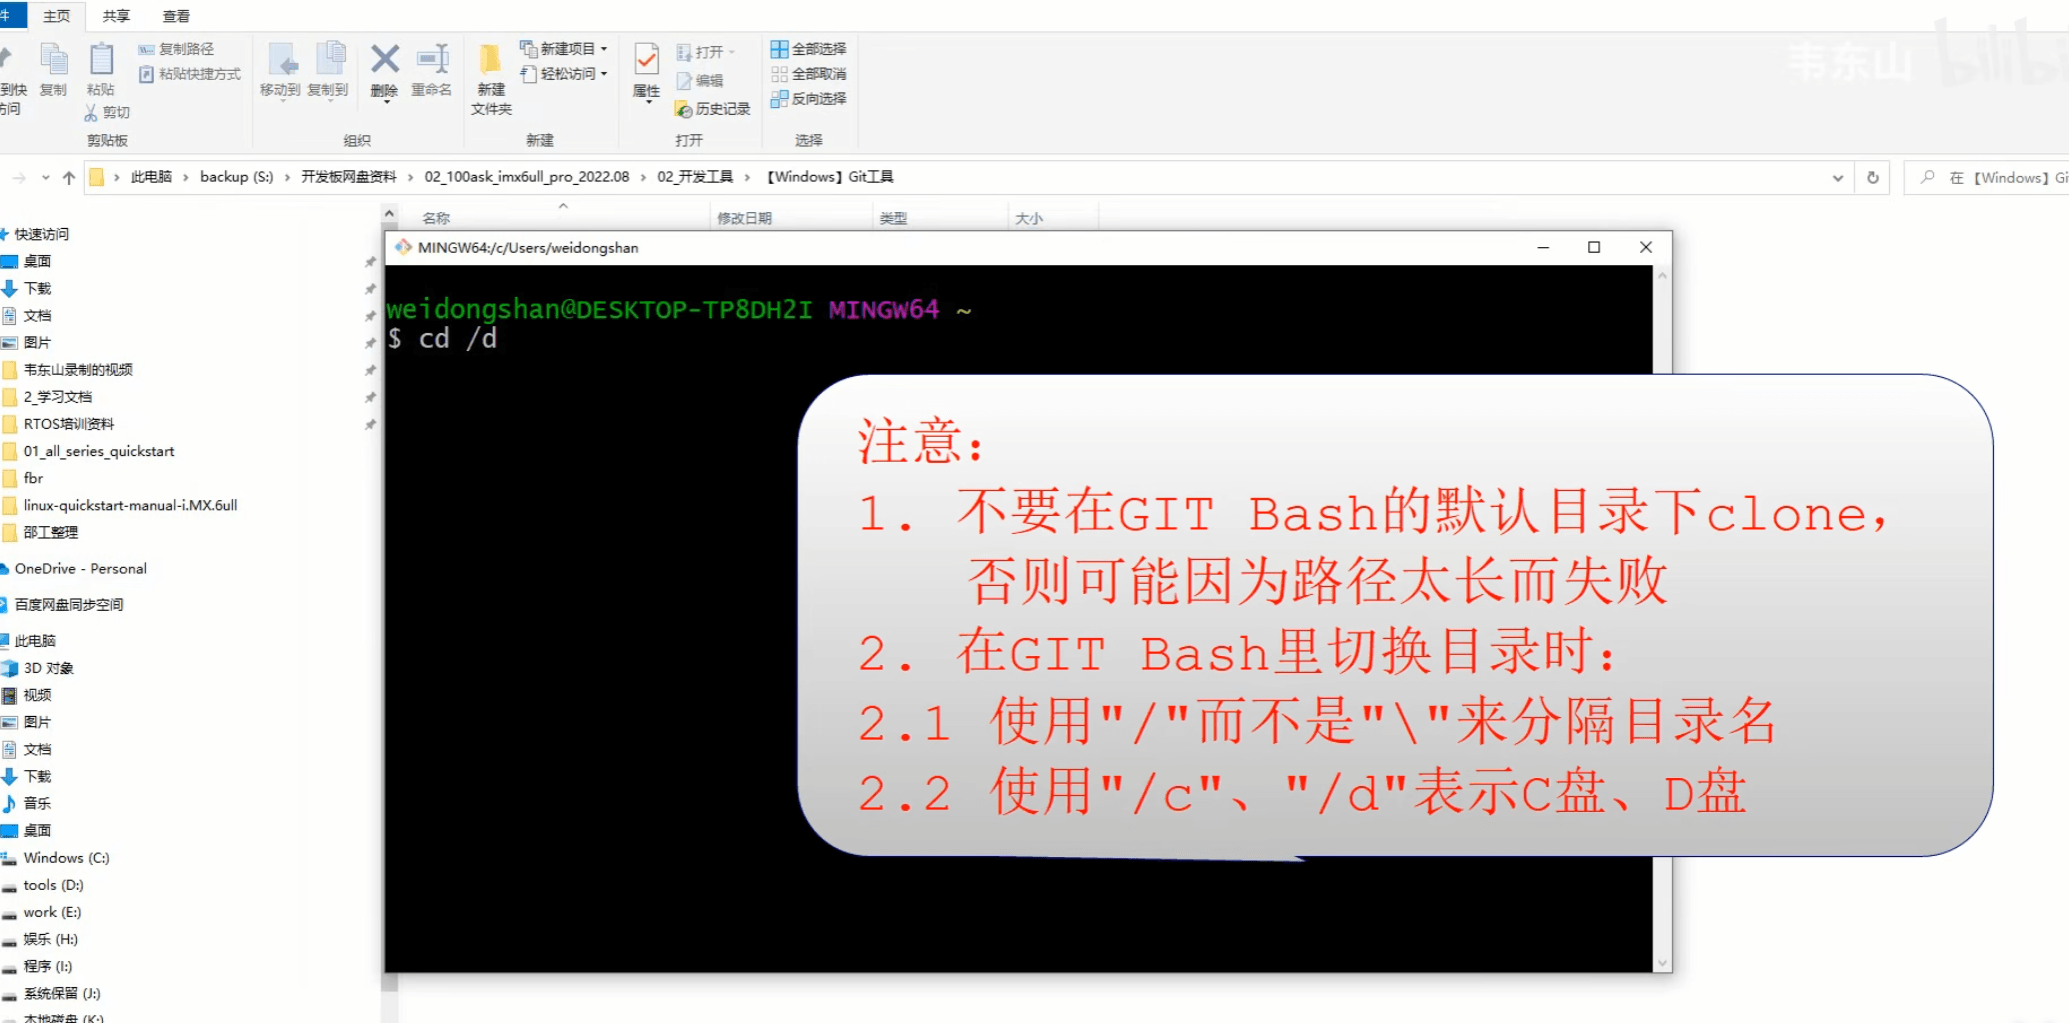 件
主页
共享
查看
到快
访问
复制
粘贴
复制路径
粘贴快捷方式
剪切
剪贴板
移动到
复制到
删除
重命名
组织
新建
文件夹
新建项目
轻松访问
新建
属性
打开
编辑
历史记录
打开
全部选择
全部取消
反向选择
选择
韦东山
bilibi
此电脑 › backup (S:) › 开发板网盘资料 › 02_100ask_imx6ull_pro_2022.08 › 02_开发工具 › 【Windows】Git工具
在【Windows】Gi
名称
修改日期
类型
大小
快速访问
桌面
下载
文档
图片
韦东山录制的视频
2_学习文档
RTOS培训资料
01_all_series_quickstart
fbr
linux-quickstart-manual-i.MX.6ull
邵工整理
OneDrive - Personal
百度网盘同步空间
此电脑
3D 对象
视频
图片
文档
下载
音乐
桌面
Windows (C:)
tools (D:)
work (E:)
娱乐 (H:)
程序 (I:)
系统保留 (J:)
本地磁盘 (K:)
MINGW64:/c/Users/weidongshan
weidongshan@DESKTOP-TP8DH2I MINGW64 ~
$ cd /d
注意：
1. 不要在GIT Bash的默认目录下clone，
否则可能因为路径太长而失败
2. 在GIT Bash里切换目录时：
2.1 使用"/"而不是"\"来分隔目录名
2.2 使用"/c"、"/d"表示C盘、D盘